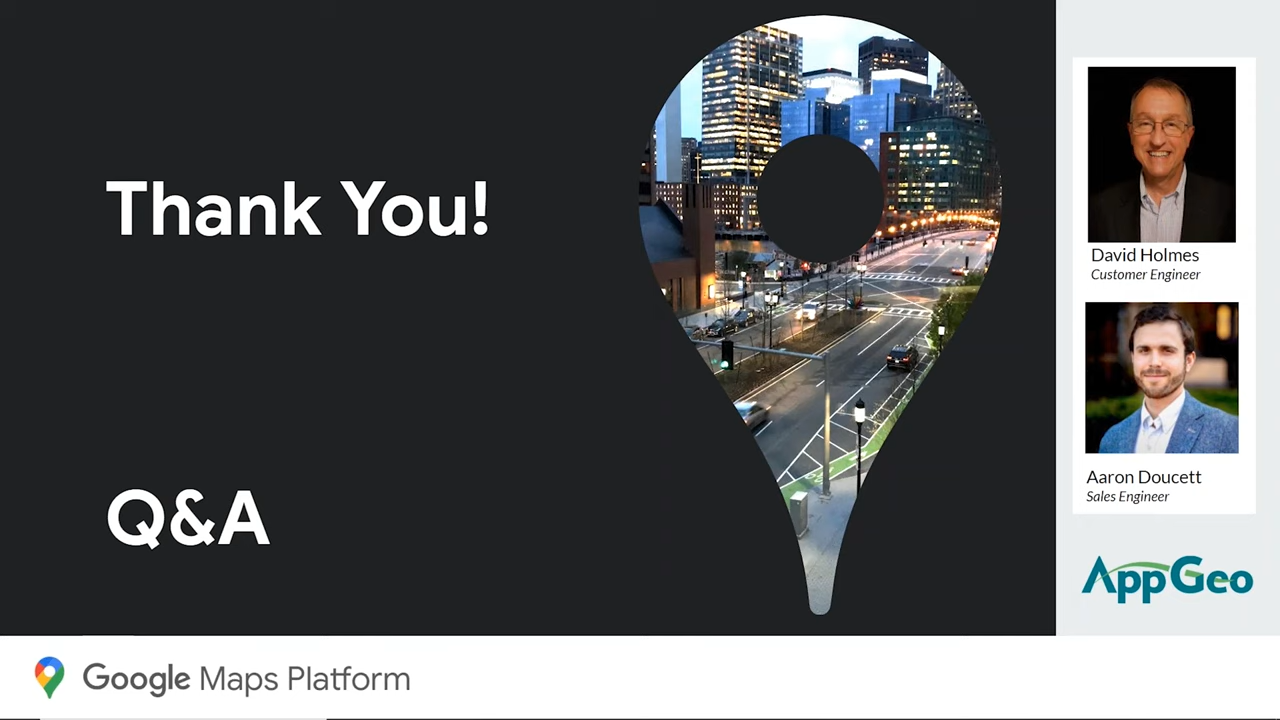 Thank You!
Q&A
David Holmes
Customer Engineer
Aaron Doucett
Sales Engineer
AppGeo
Google Maps Platform